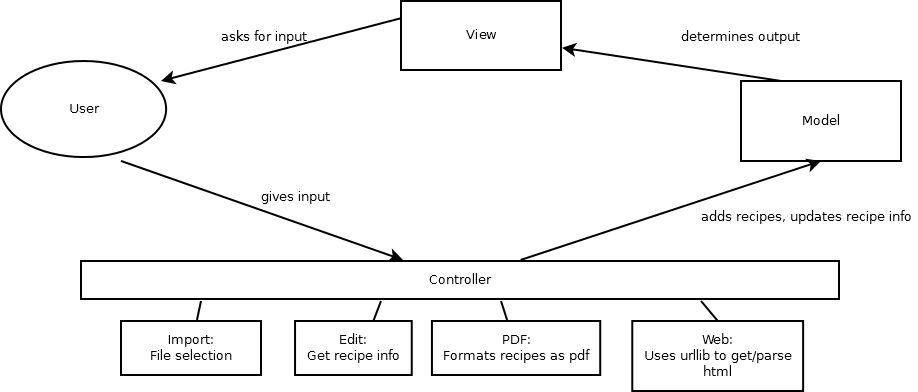 View
asks for input
determines output
User
Model
gives input
adds recipes, updates recipe info
Controller
Import:
File selection
Edit:
Get recipe info
PDF:
Formats recipes as pdf
Web:
Uses urllib to get/parse
html